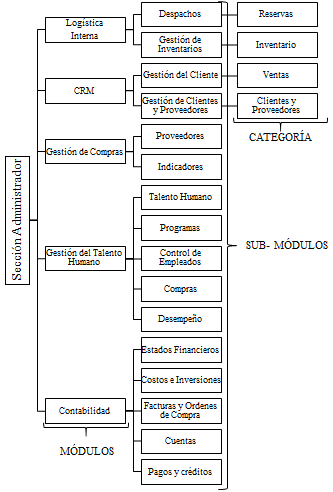 Sección Administrador
Logística
Interna
Despachos
Reservas
Gestión de
Inventarios
Inventario
CRM
Gestión del Cliente
Ventas
Gestión de Clientes
y Proveedores
Clientes y
Proveedores
CATEGORÍA
Gestión de Compras
Proveedores
Indicadores
Gestión del Talento
Humano
Talento Humano
Programas
Control de
Empleados
Compras
Desempeño
SUB- MÓDULOS
Contabilidad
MÓDULOS
Estados Financieros
Costos e Inversiones
Facturas y Ordenes
de Compra
Cuentas
Pagos y créditos